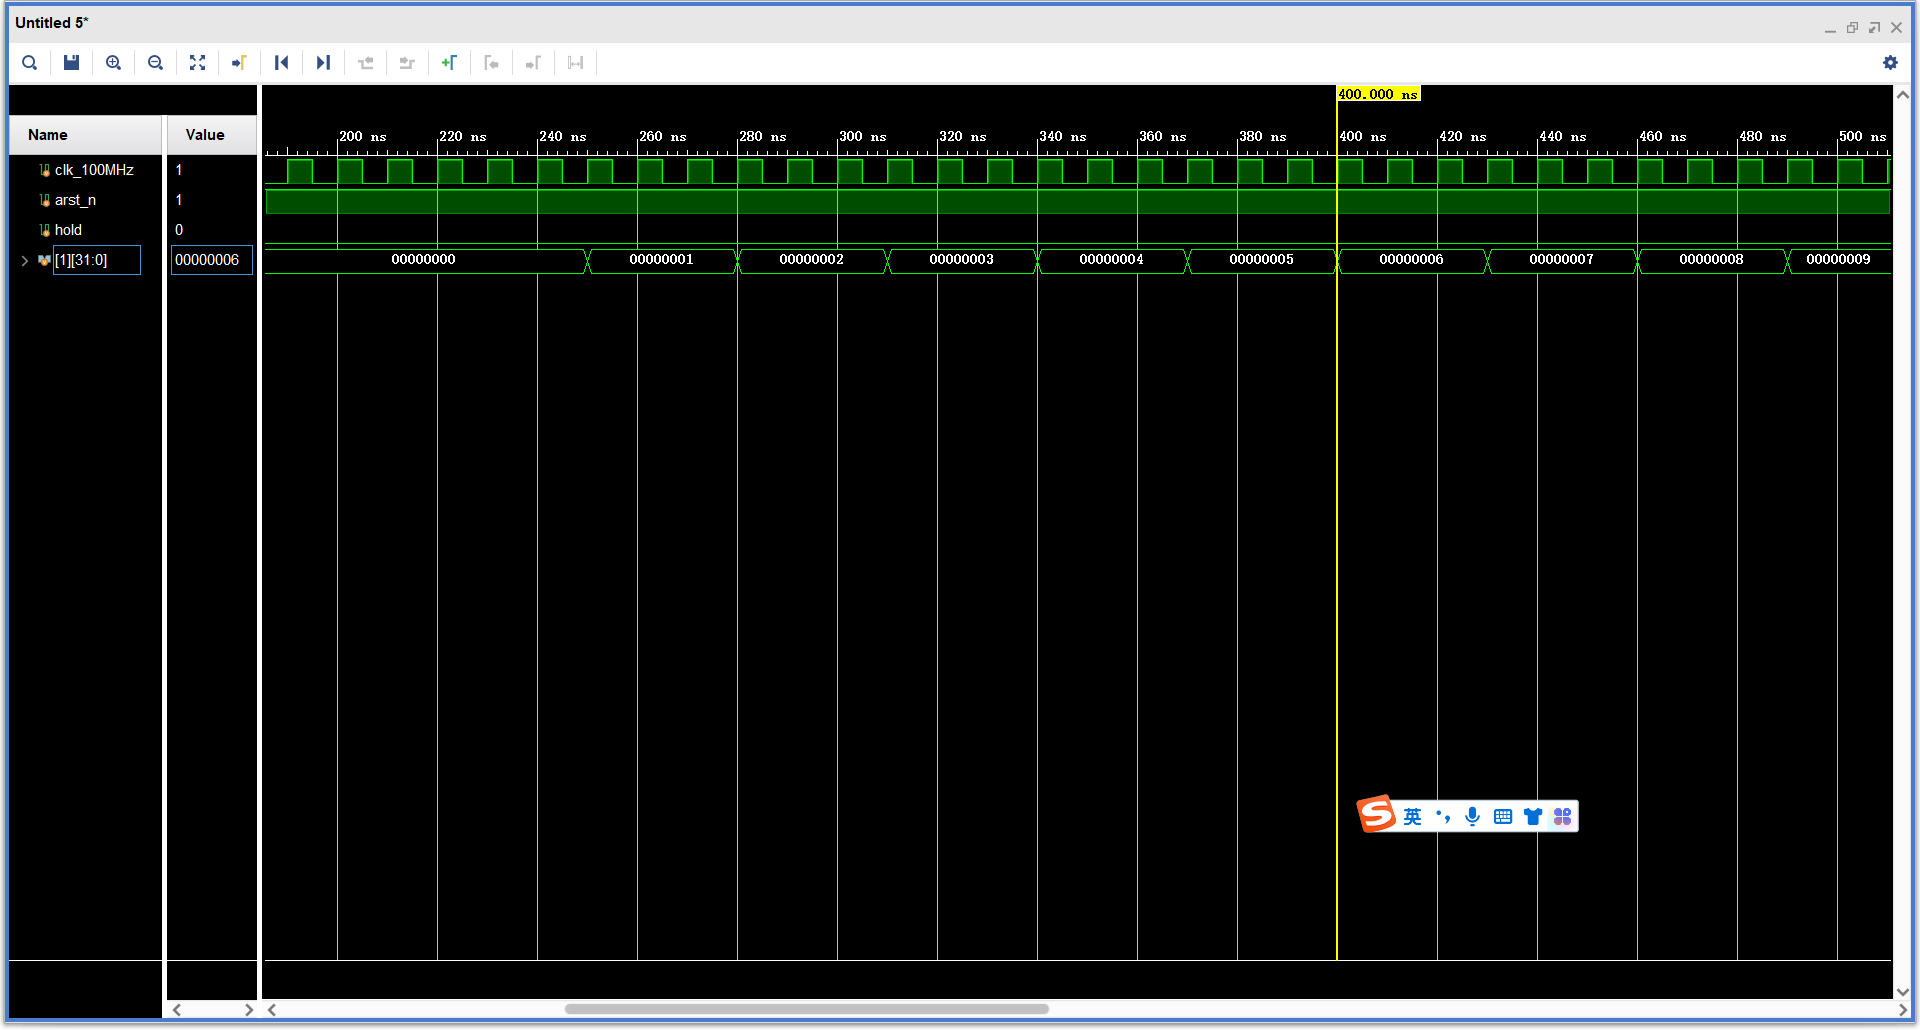 Untitled 5*
400.000 ns
Name Value
200 ns 220 ns 240 ns 260 ns 280 ns 300 ns 320 ns 340 ns 360 ns 380 ns 400 ns 420 ns 440 ns 460 ns 480 ns 500 ns
clk_100MHz 1
arst_n 1
hold 0
[1][31:0] 00000006 00000000 00000001 00000002 00000003 00000004 00000005 00000006 00000007 00000008 00000009
S 英